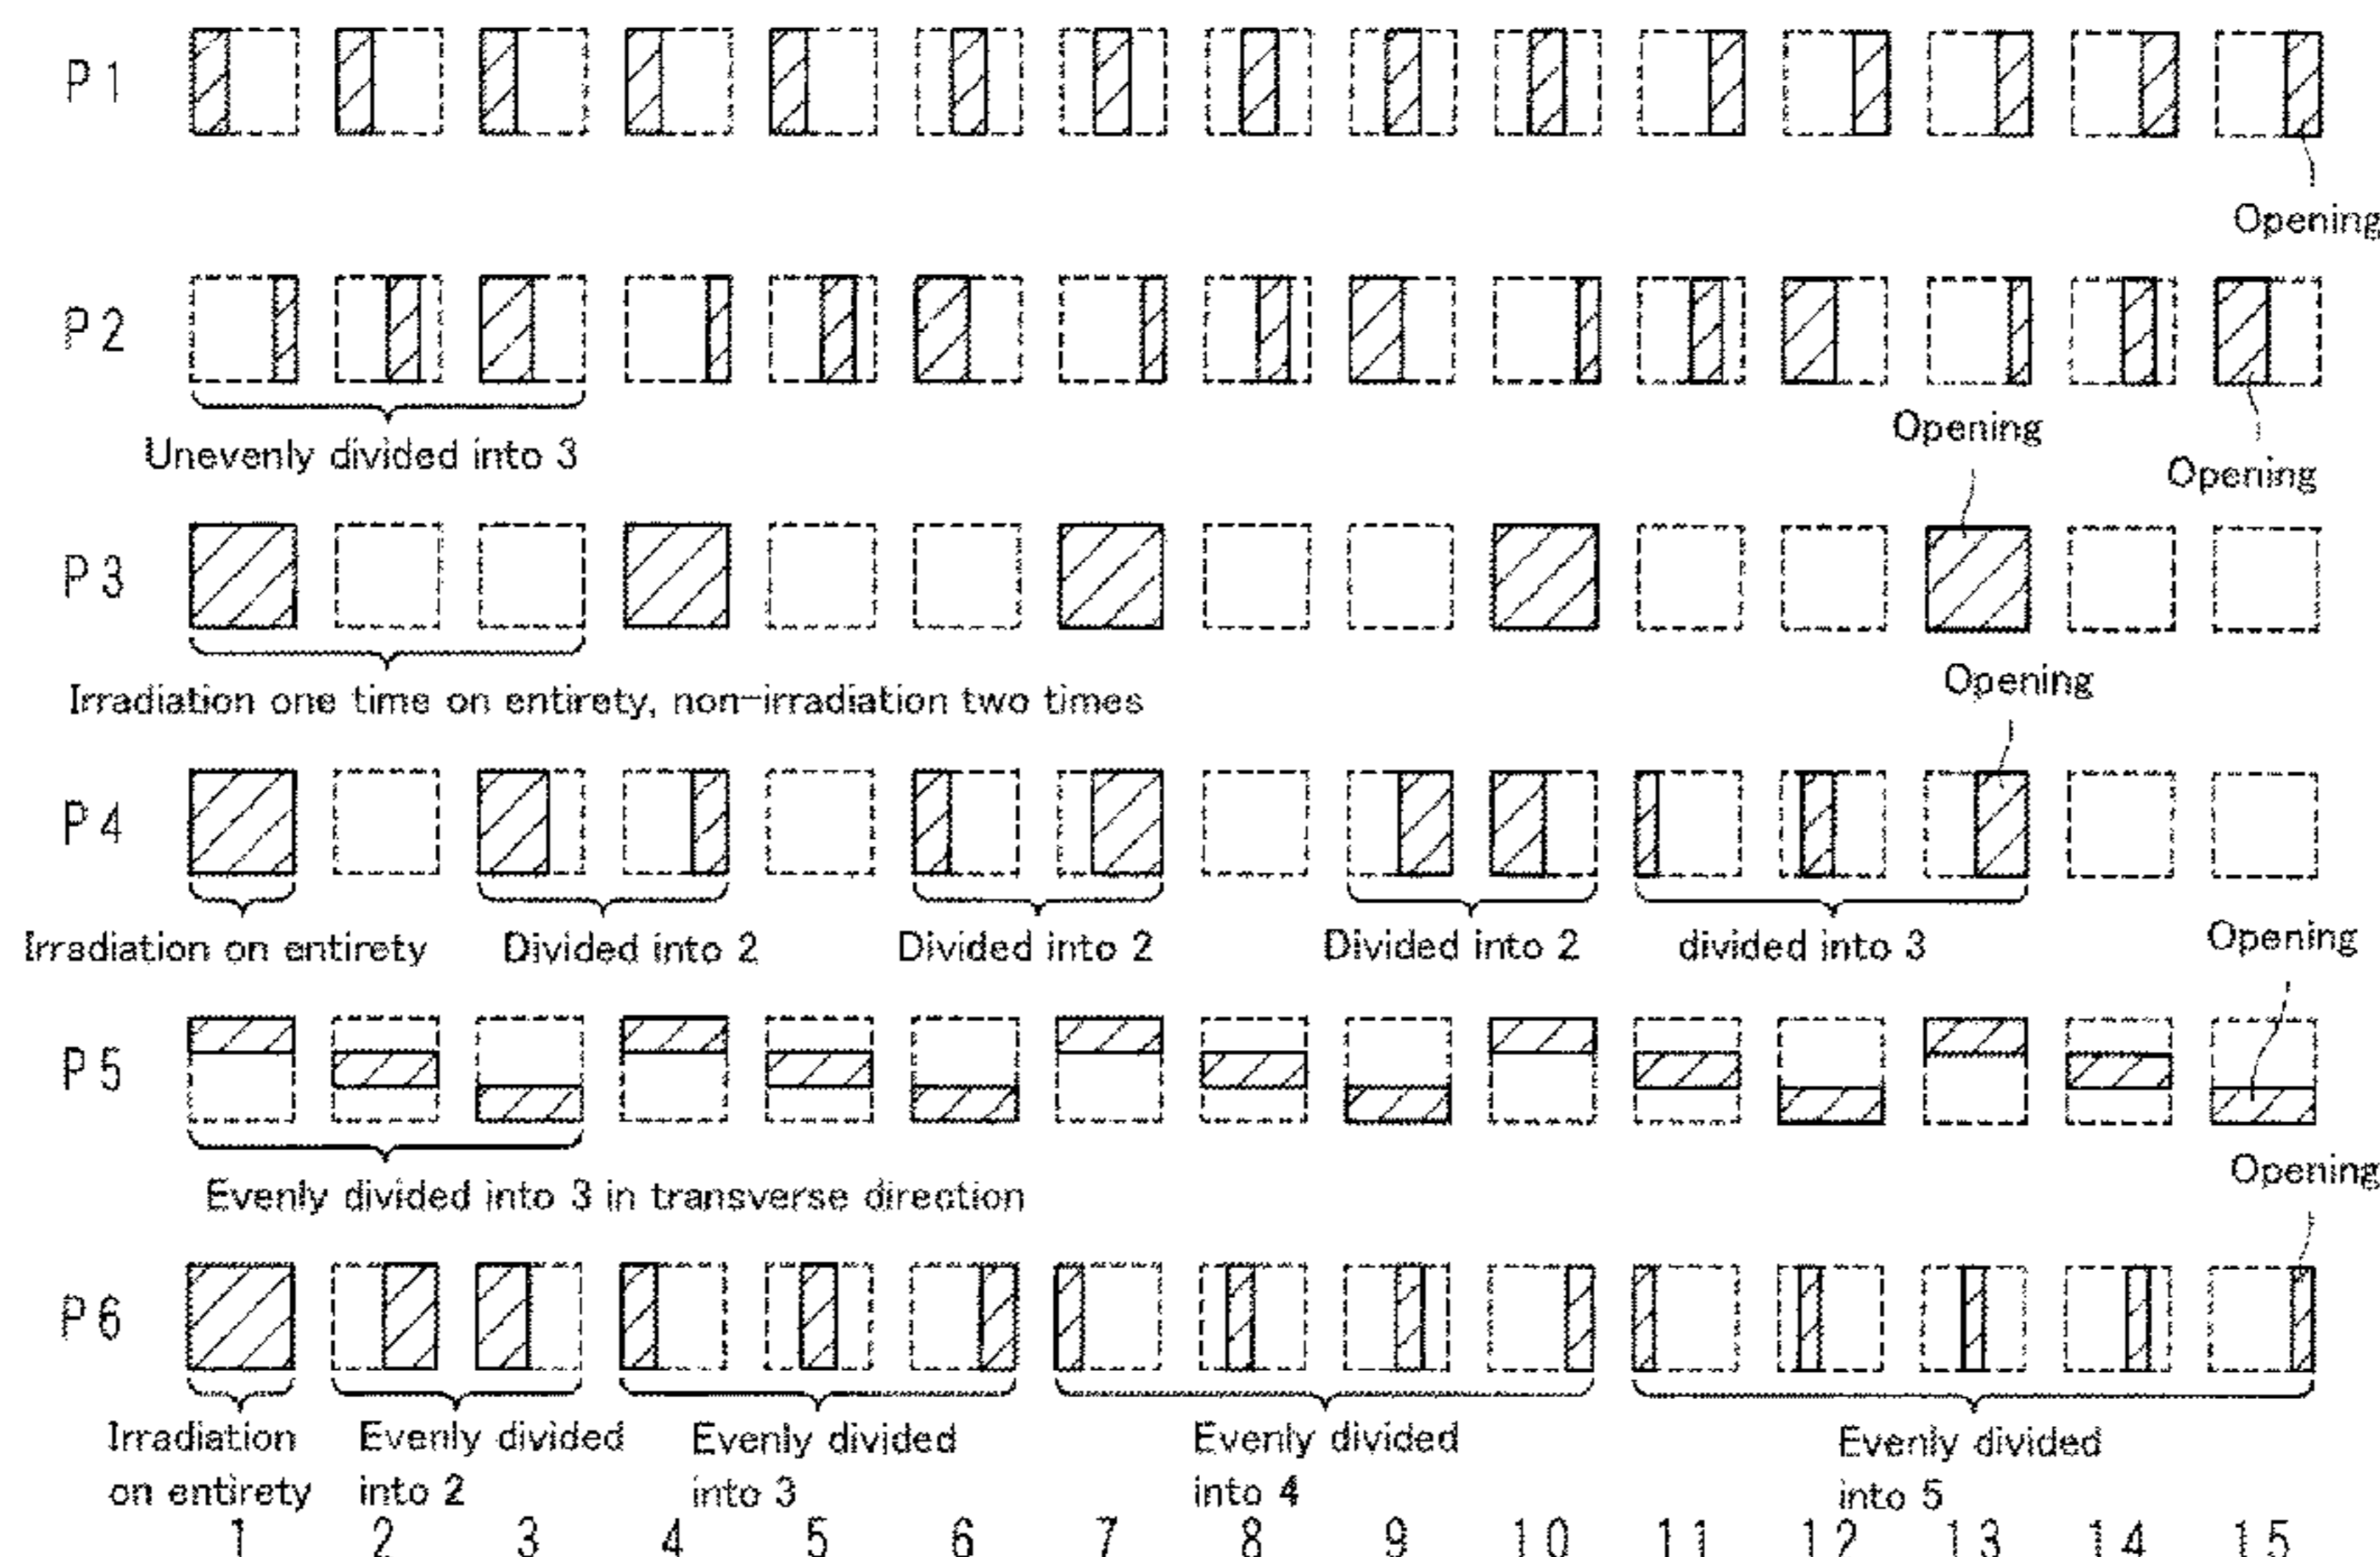 P1
Opening
P2
Unevenly divided into 3
Opening
Opening
P3
Irradiation one time on entirety, non-irradiation two times
Opening
P4
Irradiation on entirety
Divided into 2
Divided into 2
Divided into 2
divided into 3
Opening
P5
Evenly divided into 3 in transverse direction
Opening
P6
Irradiation
on entirety
Evenly divided
into 2
Evenly divided
into 3
Evenly divided
into 4
Evenly divided
into 5
1 2 3 4 5 6 7 8 9 10 11 12 13 14 15